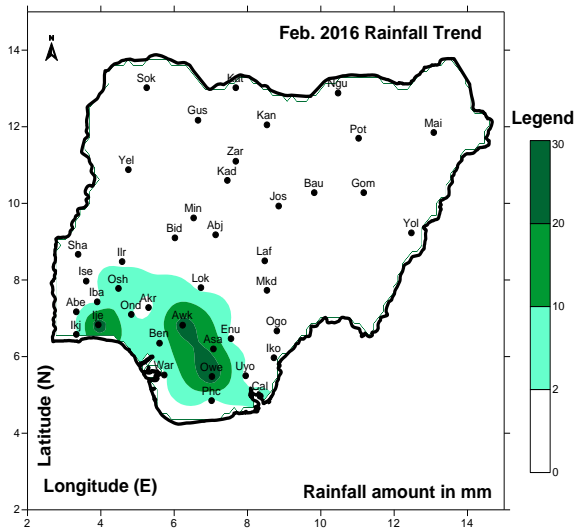 Feb. 2016 Rainfall Trend
N
14
12
10
8
6
4
2
2
4
6
8
10
12
14
Sok
Kat
Ngu
Gus
Kan
Pot
Mai
Zar
Yel
Kad
Bau
Gom
Jos
Min
Bid
Abj
Yol
Sha
Ilr
Laf
Ise
Osh
Lok
Mkd
Iba
Akr
Abe
Ond
Awk
Ije
Ikj
Ben
Enu
Ogo
Asa
Iko
War
Owe
Uyo
Phc
Cal
Latitude (N)
Longitude (E)
Rainfall amount in mm
Legend
30
20
10
2
0